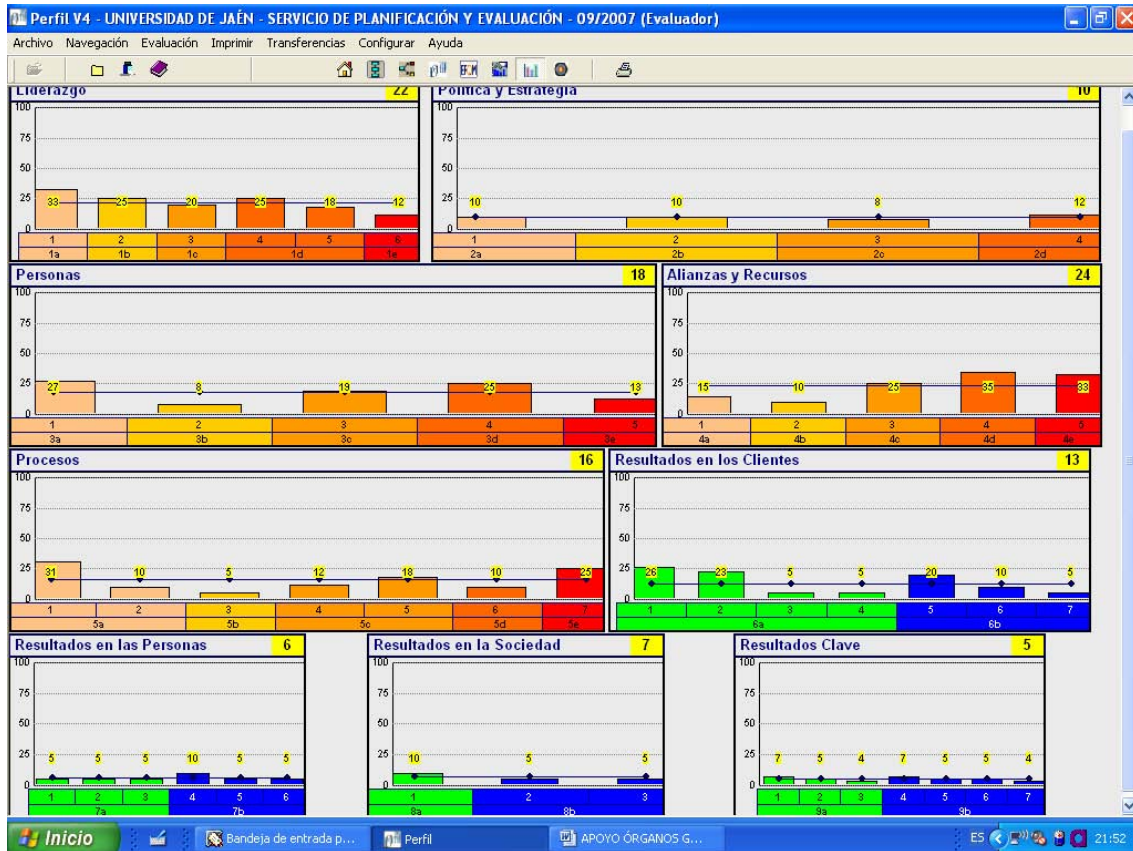 Perfil V4 - UNIVERSIDAD DE JAÉN - SERVICIO DE PLANIFICACIÓN Y EVALUACIÓN - 09/2007 (Evaluador)
Archivo Navegación Evaluación Imprimir Transferencias Configurar Ayuda
Liderazgo 22
100
75
50
25
0
33 25 20 25 18 12
1 2 3 4 5 6
1a 1b 1c 1d 1e
Política y Estrategia 10
100
75
50
25
0
10 10 8 12
1 2 3 4
2a 2b 2c 2d
Personas 18
100
75
50
25
0
27 8 19 25 13
1 2 3 4 5
3a 3b 3c 3d 3e
Alianzas y Recursos 24
100
75
50
25
0
15 10 25 35 33
1 2 3 4 5
4a 4b 4c 4d 4e
Procesos 16
100
75
50
25
0
31 10 5 12 18 10 25
1 2 3 4 5 6 7
5a 5b 5c 5d 5e
Resultados en los Clientes 13
100
75
50
25
0
26 23 5 5 20 10 5
1 2 3 4 5 6 7
6a 6b
Resultados en las Personas 6
100
75
50
25
0
5 5 5 10 5 5
1 2 3 4 5 6
7a 7b
Resultados en la Sociedad 7
100
75
50
25
0
10 5 5
1 2 3
8a 8b
Resultados Clave 5
100
75
50
25
0
7 5 4 7 5 5 4
1 2 3 4 5 6 7
9a 9b
Inicio Bandeja de entrada p... Perfil APOYO ÓRGANOS G... ES 21:52